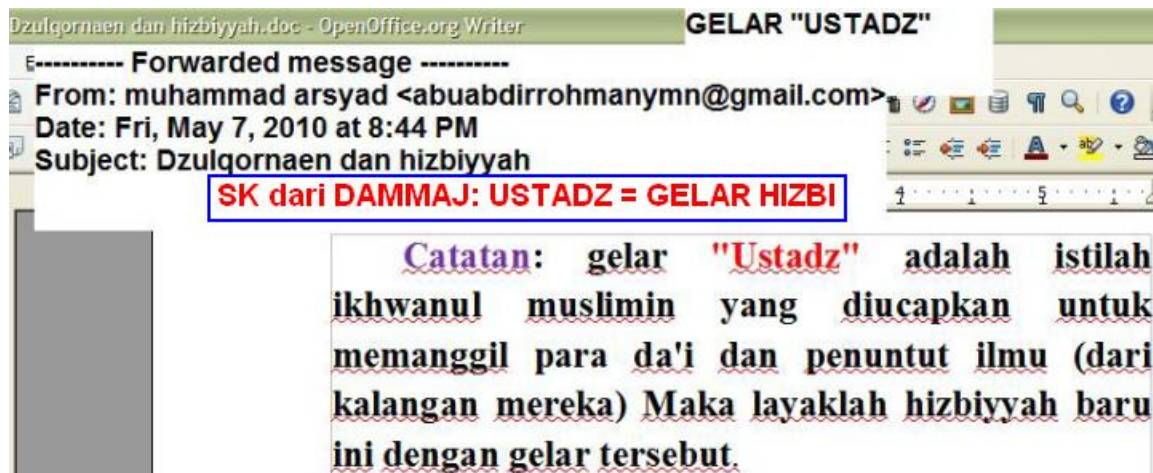 Dzulqornaen dan hizbiyyah.doc - OpenOffice.org Writer
GELAR "USTADZ"
---------- Forwarded message ----------
From: muhammad arsyad <abuabdirrohmanymn@gmail.com>
Date: Fri, May 7, 2010 at 8:44 PM
Subject: Dzulqornaen dan hizbiyyah
SK dari DAMMAJ: USTADZ = GELAR HIZBI
4 5
Catatan: gelar "Ustadz" adalah istilah
ikhwanul muslimin yang diucapkan untuk
memanggil para da'i dan penuntut ilmu (dari
kalangan mereka) Maka layaklah hizbiyyah baru
ini dengan gelar tersebut.